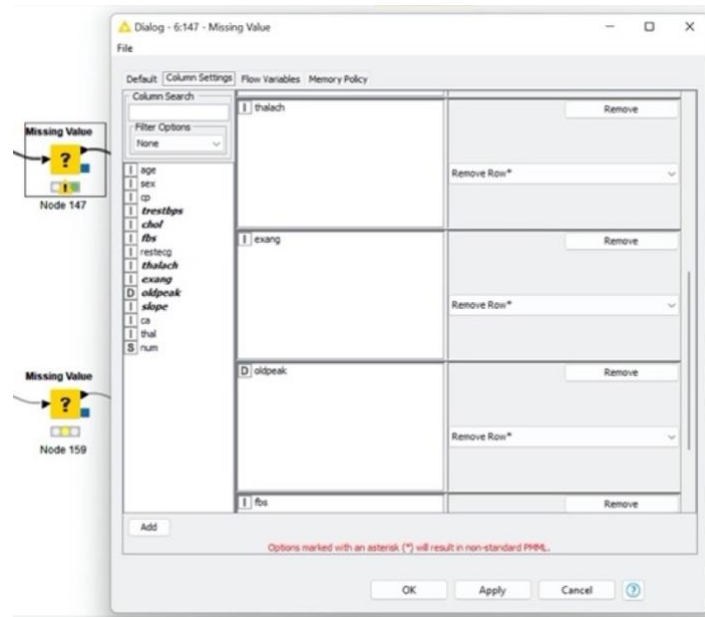 Dialog - 6:147 - Missing Value
File
Default Column Settings Flow Variables Memory Policy
Column Search
Filter Options
None
I age
I sex
I cp
I trestbps
I chol
I fbs
I restecg
I thalach
I exang
D oldpeak
I slope
I ca
I thal
S num
Add
I thalach
Remove
Remove Row*
I exang
Remove
Remove Row*
D oldpeak
Remove
Remove Row*
I fbs
Remove
Options marked with an asterisk (*) will result in non-standard PMML.
OK Apply Cancel ?
Missing Value
?
Node 147
Missing Value
?
Node 159